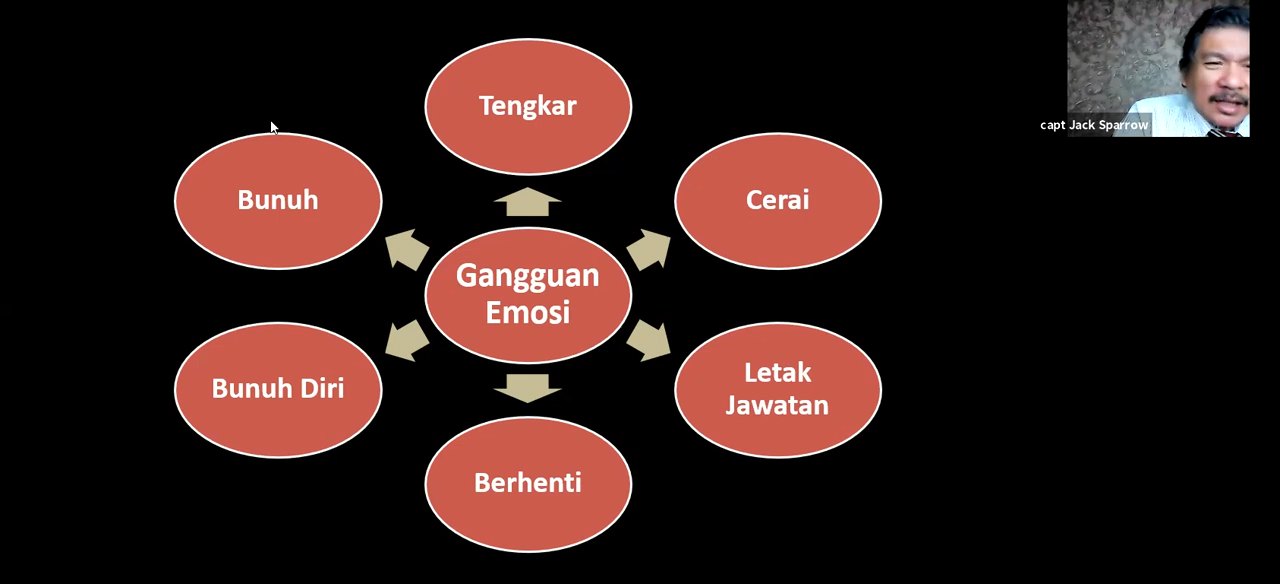 Tengkar
capt Jack Sparrow
Bunuh
Cerai
Gangguan
Emosi
Bunuh Diri
Letak
Jawatan
Berhenti